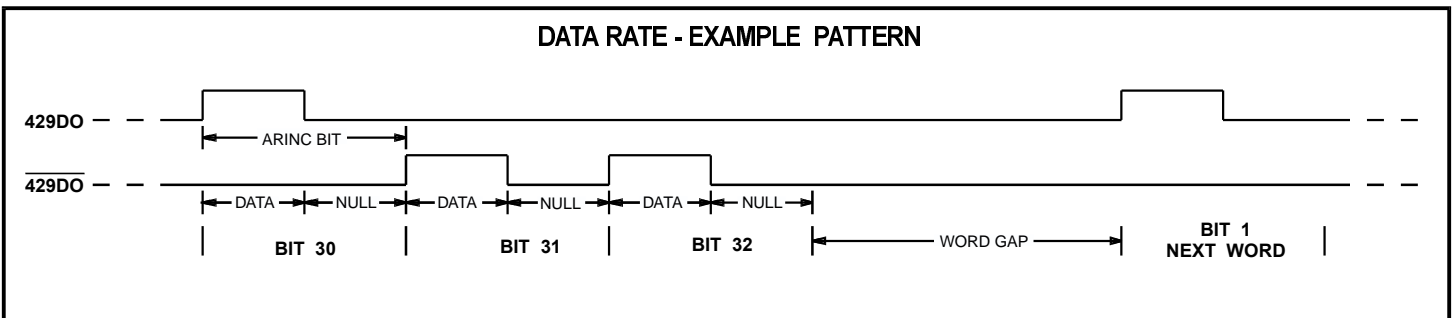 DATA RATE - EXAMPLE PATTERN
429DO
ARINC BIT
429DO
DATA NULL DATA NULL DATA NULL
BIT 30 BIT 31 BIT 32 WORD GAP BIT 1
NEXT WORD